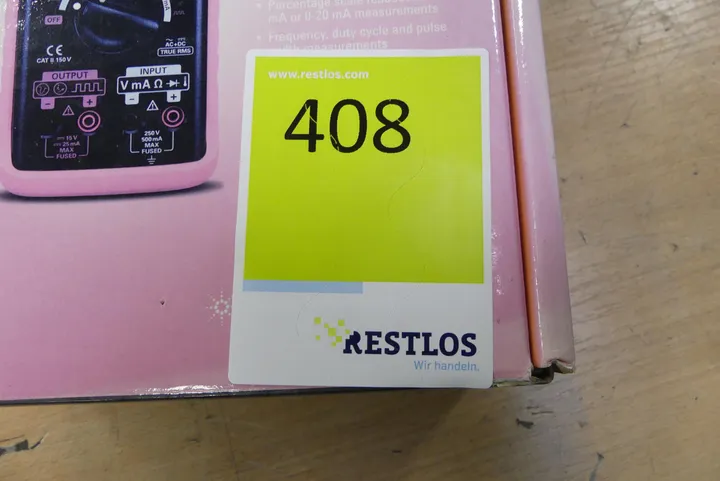 OFF
CAT II 150 V
AC+DC
TRUE RMS
OUTPUT
INPUT
V mA Ω
15 V
25 mA
MAX
FUSED
250 V
500 mA
MAX
FUSED
• Percentage scale
mA or 0-20 mA measurements
• Frequency, duty cycle and pulse
measurements
www.restlos.com
408
RESTLOS
Wir handeln.